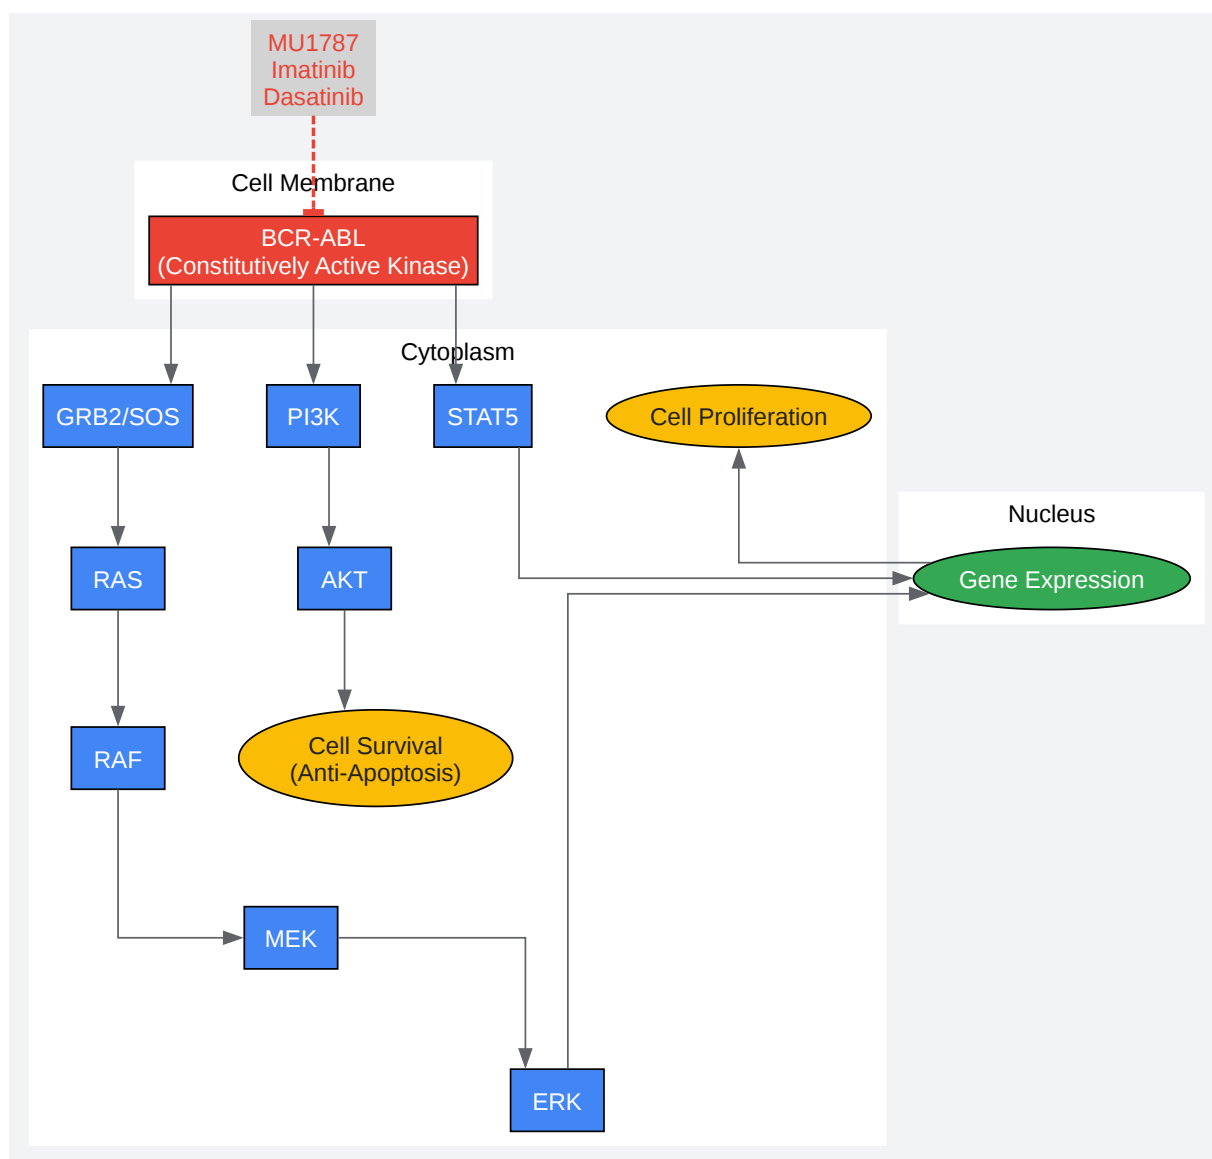 MU1787
Imatinib
Dasatinib
Cell Membrane
BCR-ABL
(Constitutively Active Kinase)
Cytoplasm
GRB2/SOS
PI3K
STAT5
Cell Proliferation
Nucleus
RAS
AKT
Gene Expression
RAF
Cell Survival
(Anti-Apoptosis)
MEK
ERK